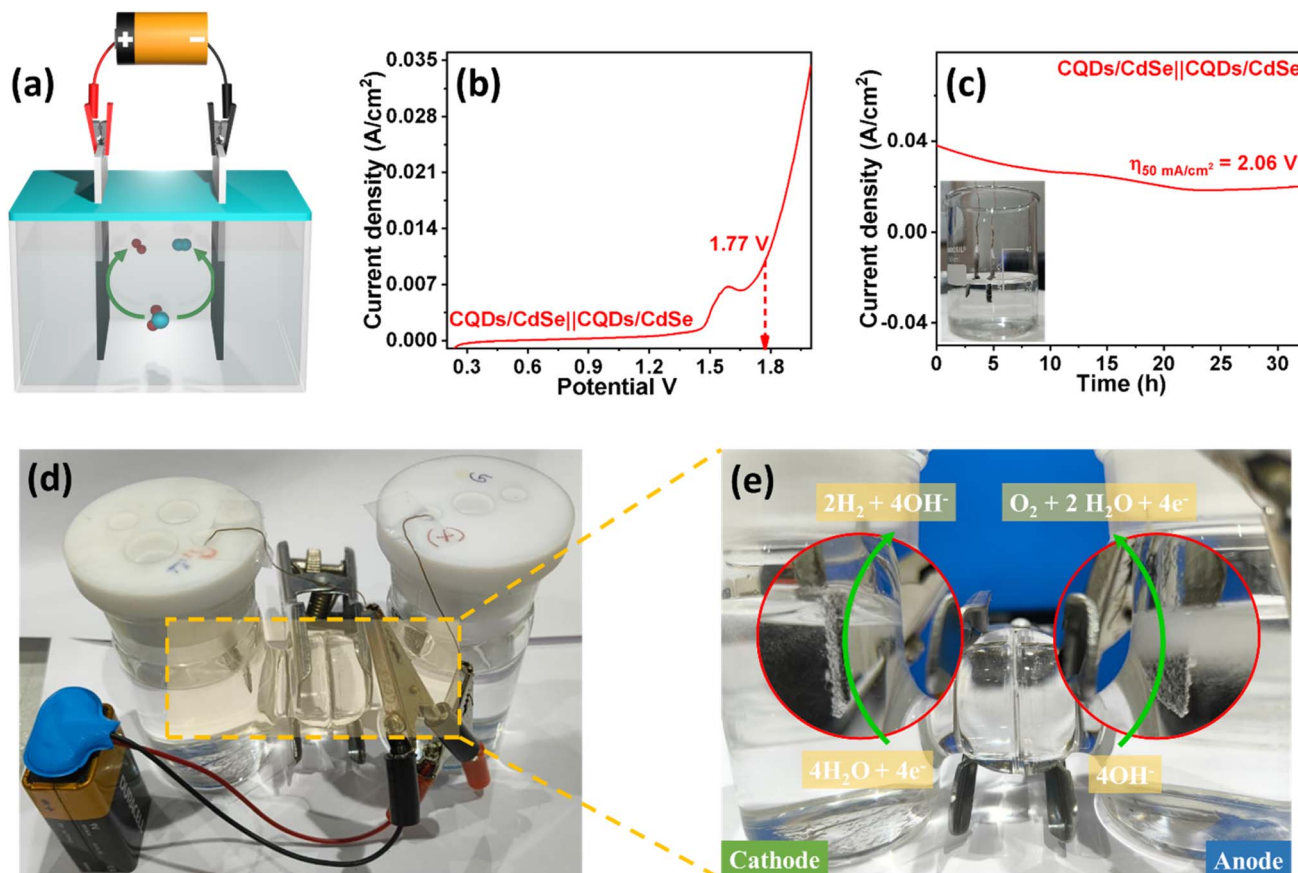 (a)
+
−
(b)
Current density (A/cm²)
0.035
0.028
0.021
0.014
0.007
0.000
1.77 V
CQDs/CdSe||CQDs/CdSe
0.3
0.6
0.9
1.2
1.5
1.8
Potential V
(c)
Current density (A/cm²)
0.04
0.00
-0.04
CQDs/CdSe||CQDs/CdSe
η50 mA/cm² = 2.06 V
0
5
10
15
20
25
30
Time (h)
(d)
(+)
(e)
2H₂ + 4OH⁻
O₂ + 2 H₂O + 4e⁻
4H₂O + 4e⁻
4OH⁻
Cathode
Anode